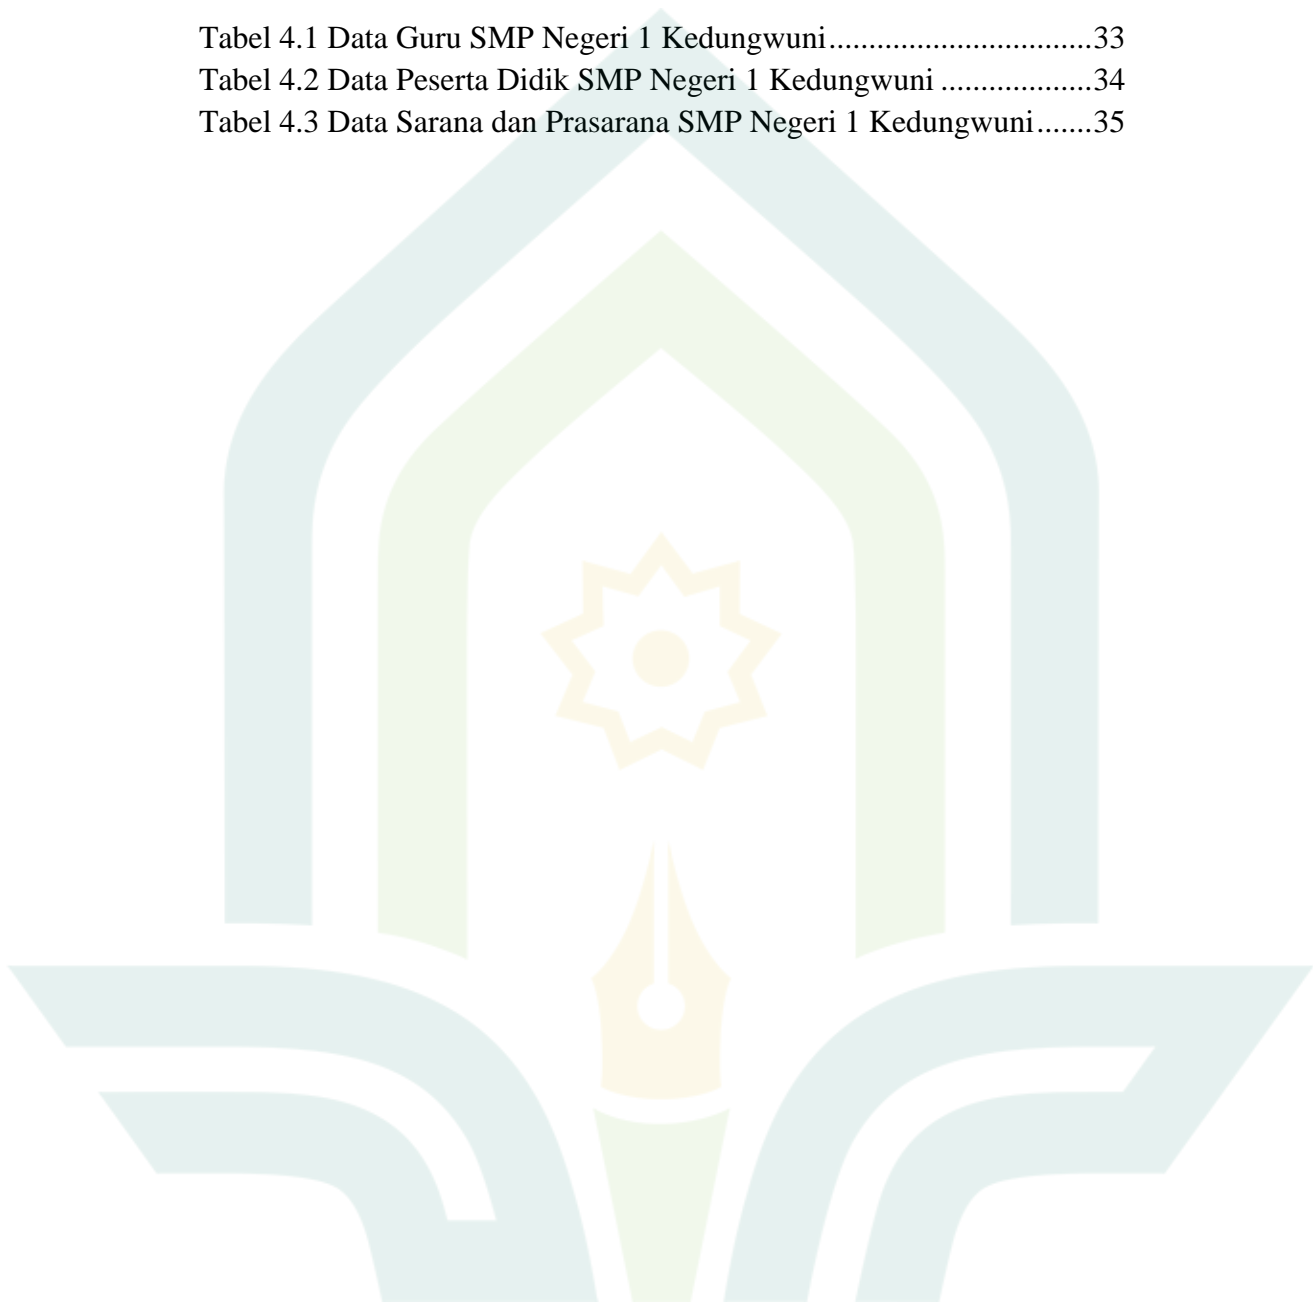 Tabel 4.1 Data Guru SMP Negeri 1 Kedungwuni.................................33
Tabel 4.2 Data Peserta Didik SMP Negeri 1 Kedungwuni ...................34
Tabel 4.3 Data Sarana dan Prasarana SMP Negeri 1 Kedungwuni.......35